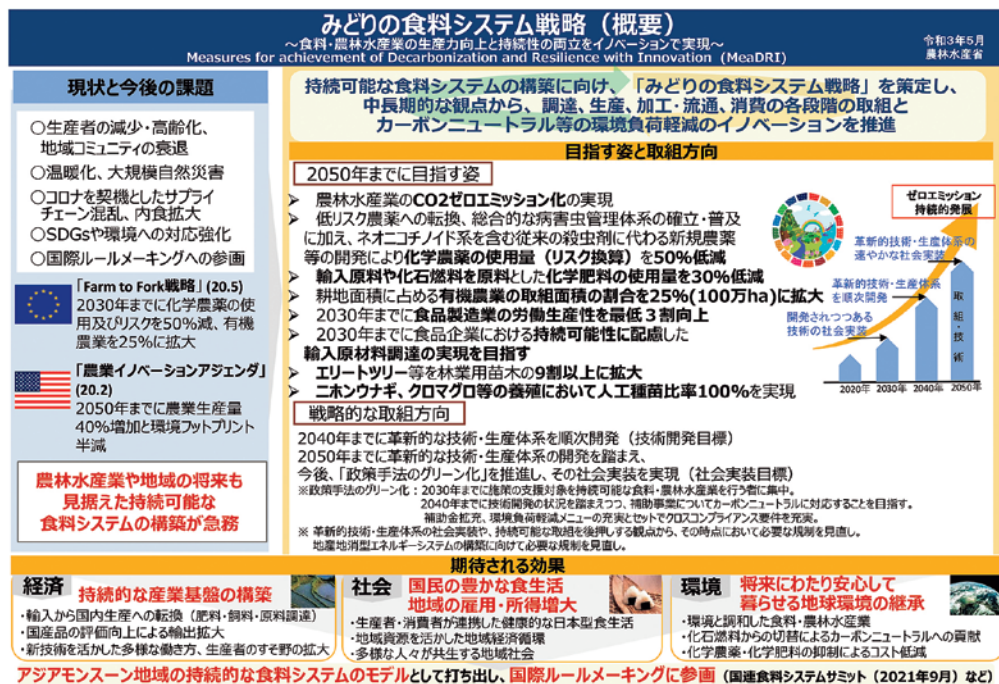 みどりの食料システム戦略（概要）
～食料・農林水産業の生産力向上と持続性の両立をイノベーションで実現～
Measures for achievement of Decarbonization and Resilience with Innovation (MeaDRI)
令和3年5月
農林水産省
現状と今後の課題
○生産者の減少・高齢化、
地域コミュニティの衰退
○温暖化、大規模自然災害
○コロナを契機としたサプライ
チェーン混乱、内食拡大
○SDGsや環境への対応強化
○国際ルールメーキングへの参画
「Farm to Fork戦略」(20.5)
2030年までに化学農薬の使
用及びリスクを50%減、有機
農業を25%に拡大
「農業イノベーションアジェンダ」
(20.2)
2050年までに農業生産量
40%増加と環境フットプリント
半減
農林水産業や地域の将来も
見据えた持続可能な
食料システムの構築が急務
持続可能な食料システムの構築に向け、「みどりの食料システム戦略」を策定し、
中長期的な観点から、調達、生産、加工・流通、消費の各段階の取組と
カーボンニュートラル等の環境負荷軽減のイノベーションを推進
目指す姿と取組方向
2050年までに目指す姿
➢ 農林水産業のCO2ゼロエミッション化の実現
➢ 低リスク農薬への転換、総合的な病害虫管理体系の確立・普及
に加え、ネオニコチノイド系を含む従来の殺虫剤に代わる新規農薬
等の開発により化学農薬の使用量（リスク換算）を50%低減
➢ 輸入原料や化石燃料を原料とした化学肥料の使用量を30%低減
➢ 耕地面積に占める有機農業の取組面積の割合を25%(100万ha)に拡大
➢ 2030年までに食品製造業の労働生産性を最低３割向上
➢ 2030年までに食品企業における持続可能性に配慮した
輸入原材料調達の実現を目指す
➢ エリートツリー等を林業用苗木の9割以上に拡大
➢ ニホンウナギ、クロマグロ等の養殖において人工種苗比率100%を実現
ゼロエミッション
持続的発展
革新的技術・生産体系の
速やかな社会実装
革新的技術・生産体系
を順次開発
開発されつつある
技術の社会実装
取組・技術
2020年 2030年 2040年 2050年
戦略的な取組方向
2040年までに革新的な技術・生産体系を順次開発（技術開発目標）
2050年までに革新的な技術・生産体系の開発を踏まえ、
今後、「政策手法のグリーン化」を推進し、その社会実装を実現（社会実装目標）
※政策手法のグリーン化：2030年までに施策の支援対象を持続可能な食料・農林水産業を行う者に集中。
2040年までに技術開発の状況を踏まえつつ、補助事業についてカーボンニュートラルに対応することを目指す。
補助金拡充、環境負荷軽減メニューの充実とセットでクロスコンプライアンス要件を充実。
※ 革新的技術・生産体系の社会実装や、持続可能な取組を後押しする観点から、その時点において必要な規制を見直し。
地産地消型エネルギーシステムの構築に向けて必要な規制を見直し。
期待される効果
経済
持続的な産業基盤の構築
・輸入から国内生産への転換（肥料・飼料・原料調達）
・国産品の評価向上による輸出拡大
・新技術を活かした多様な働き方、生産者のすそ野の拡大
社会
国民の豊かな食生活
地域の雇用・所得増大
・生産者・消費者が連携した健康的な日本型食生活
・地域資源を活かした地域経済循環
・多様な人々が共生する地域社会
環境
将来にわたり安心して
暮らせる地球環境の継承
・環境と調和した食料・農林水産業
・化石燃料からの切替によるカーボンニュートラルへの貢献
・化学農薬・化学肥料の抑制によるコスト低減
アジアモンスーン地域の持続的な食料システムのモデルとして打ち出し、国際ルールメーキングに参画（国連食料システムサミット（2021年9月）など）